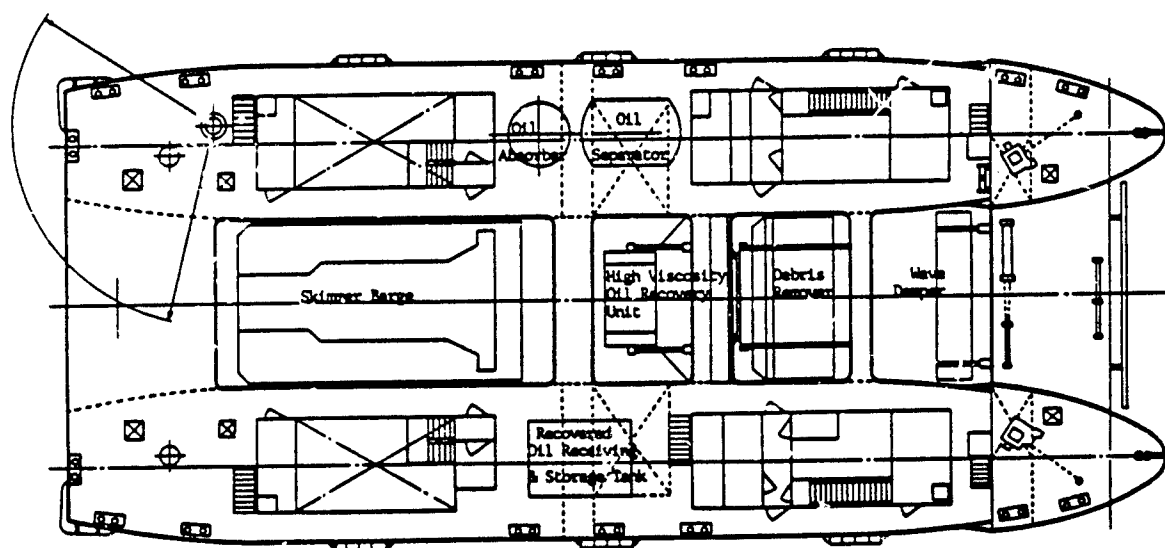 Oil
Absorber
Oil
Separator
Skimmer Barge
High Viscosity
Oil Recovery
Unit
Debris
Remover
Wave
Damper
Recovered
Oil Receiving
& Storage Tank